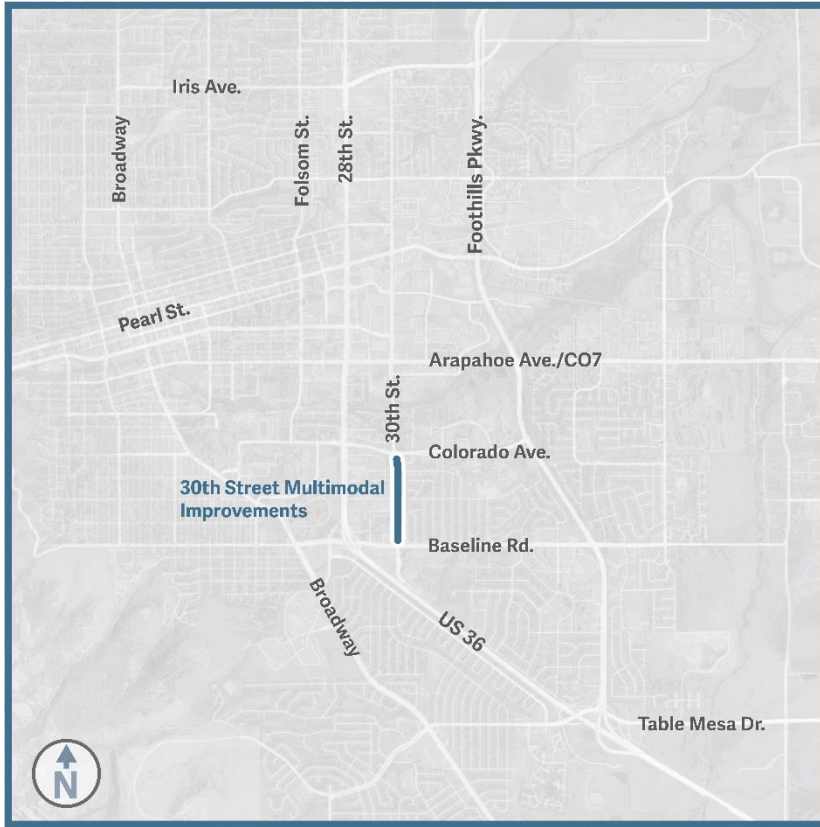 Iris Ave.
Broadway
Folsom St.
28th St.
Foothills Pkwy.
Pearl St.
Arapahoe Ave./CO7
30th St.
Colorado Ave.
30th Street Multimodal
Improvements
Baseline Rd.
Broadway
US 36
Table Mesa Dr.
N